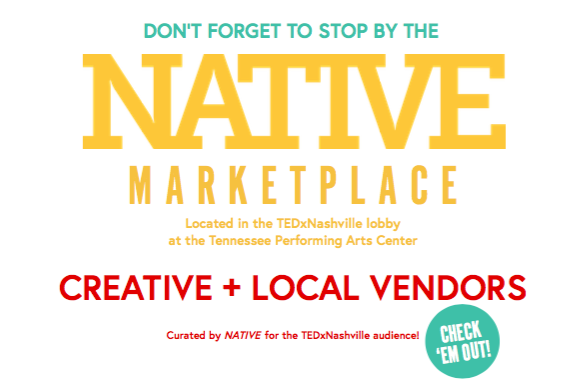 DON'T FORGET TO STOP BY THE
NATIVE
MARKETPLACE
Located in the TEDxNashville lobby
at the Tennessee Performing Arts Center
CREATIVE + LOCAL VENDORS
Curated by NATIVE for the TEDxNashville audience!
CHECK
'EM OUT!